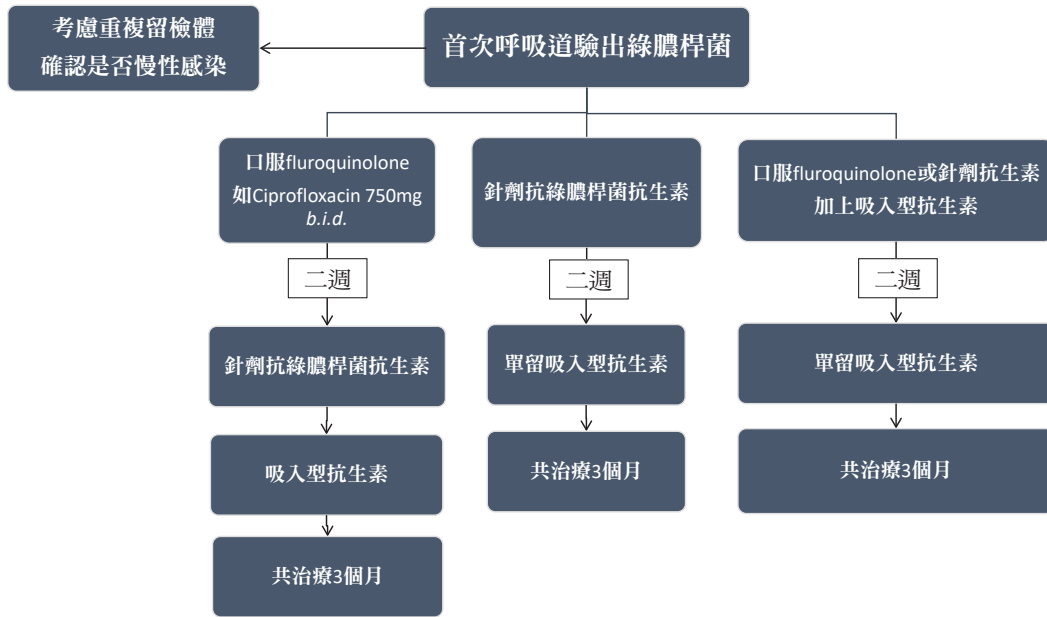 考慮重複留檢體
確認是否慢性感染
首次呼吸道驗出綠膿桿菌
口服fluroquinolone
如Ciprofloxacin 750mg
b.i.d.
針劑抗綠膿桿菌抗生素
口服fluroquinolone或針劑抗生素
加上吸入型抗生素
二週
二週
二週
針劑抗綠膿桿菌抗生素
單留吸入型抗生素
單留吸入型抗生素
吸入型抗生素
共治療3個月
共治療3個月
共治療3個月